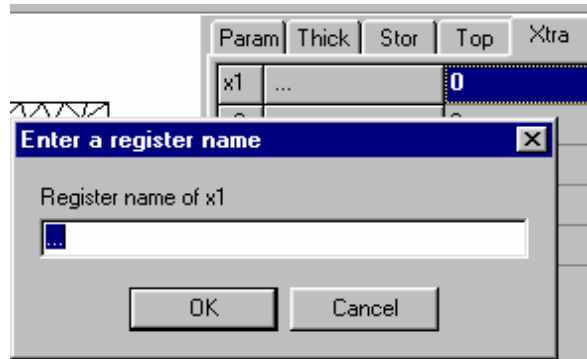 Param Thick Stor Top Xtra
x1 ... 0
Enter a register name
Register name of x1
...
OK Cancel